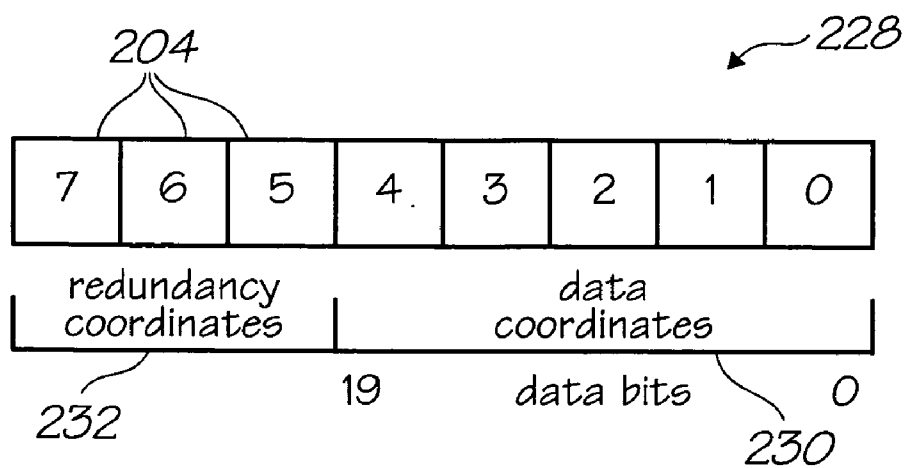 204
228
7 6 5 4 3 2 1 0
redundancy coordinates
data coordinates
19 data bits 0
232
230